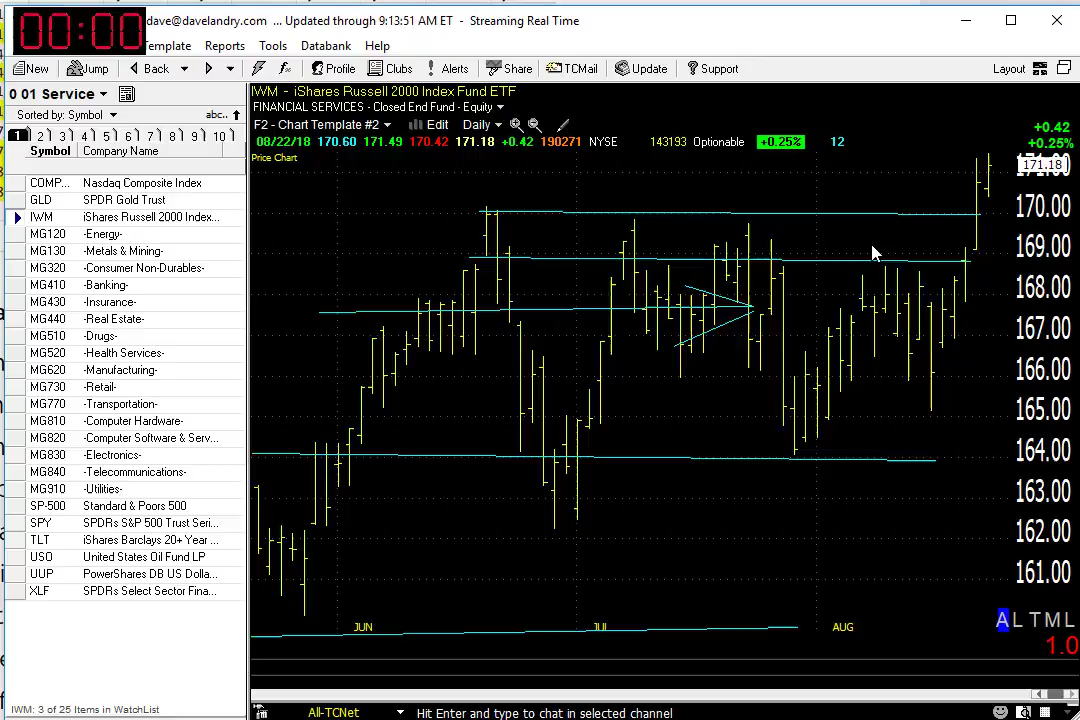 00:00
dave@davelandry.com ... Updated through 9:13:51 AM ET - Streaming Real Time
Template Reports Tools Databank Help
New Jump Back Profile Clubs Alerts Share TCMail Update Support Layout
0 01 Service
IWM - iShares Russell 2000 Index Fund ETF
FINANCIAL SERVICES - Closed End Fund - Equity
Sorted by: Symbol abc..
F2 - Chart Template #2 Edit Daily
+0.42
1 2 3 4 5 6 7 8 9 10
08/22/18 170.60 171.49 170.42 171.18 +0.42 190271 NYSE 143193 Optionable +0.25% 12
+0.25%
Symbol Company Name
Price Chart
171.18
COMP... Nasdaq Composite Index
GLD SPDR Gold Trust
IWM iShares Russell 2000 Index...
MG120 -Energy-
MG130 -Metals & Mining-
MG320 -Consumer Non-Durables-
MG410 -Banking-
MG430 -Insurance-
MG440 -Real Estate-
MG510 -Drugs-
MG520 -Health Services-
MG620 -Manufacturing-
MG730 -Retail-
MG770 -Transportation-
MG810 -Computer Hardware-
MG820 -Computer Software & Serv...
MG830 -Electronics-
MG840 -Telecommunications-
MG910 -Utilities-
SP-500 Standard & Poors 500
SPY SPDRs S&P 500 Trust Seri...
TLT iShares Barclays 20+ Year ...
USO United States Oil Fund LP
UUP PowerShares DB US Dolla...
XLF SPDRs Select Sector Fina...
171.00
170.00
169.00
168.00
167.00
166.00
165.00
164.00
163.00
162.00
161.00
JUN JUL AUG
A L T M L
1.0
IWM: 3 of 25 Items in WatchList
All-TCNet Hit Enter and type to chat in selected channel